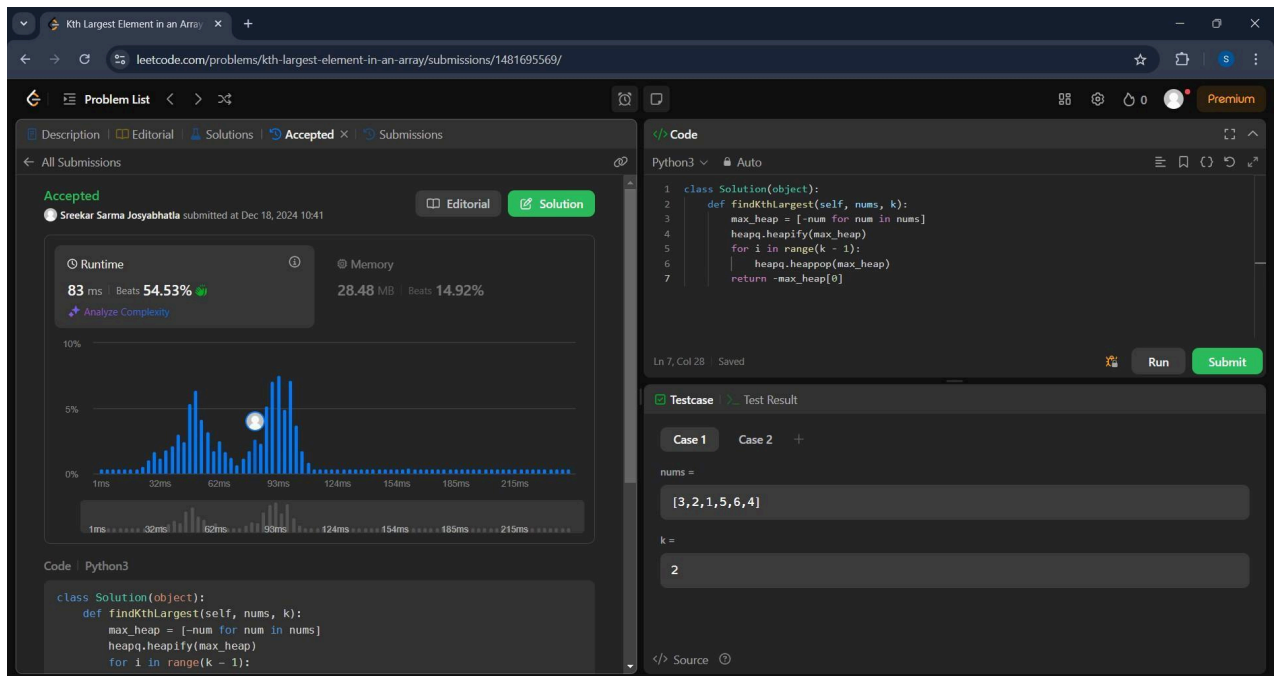 Kth Largest Element in an Array
leetcode.com/problems/kth-largest-element-in-an-array/submissions/1481695569/
S
Problem List
0
Premium
Description | Editorial | Solutions | Accepted | Submissions
All Submissions
Accepted
Sreekar Sarma Josyabhatla submitted at Dec 18, 2024 10:41
Editorial
Solution
Runtime
83 ms | Beats 54.53%
Analyze Complexity
Memory
28.48 MB | Beats 14.92%
10%
5%
0%
1ms 32ms 62ms 93ms 124ms 154ms 185ms 215ms
1ms 32ms 62ms 93ms 124ms 154ms 185ms 215ms
Code | Python3
class Solution(object):
    def findKthLargest(self, nums, k):
        max_heap = [-num for num in nums]
        heapq.heapify(max_heap)
        for i in range(k - 1):
</> Code
Python3 Auto
1 class Solution(object):
2     def findKthLargest(self, nums, k):
3         max_heap = [-num for num in nums]
4         heapq.heapify(max_heap)
5         for i in range(k - 1):
6             heapq.heappop(max_heap)
7         return -max_heap[0]
Ln 7, Col 28 | Saved
Run
Submit
Testcase | >_ Test Result
Case 1 Case 2 +
nums =
[3,2,1,5,6,4]
k =
2
</> Source